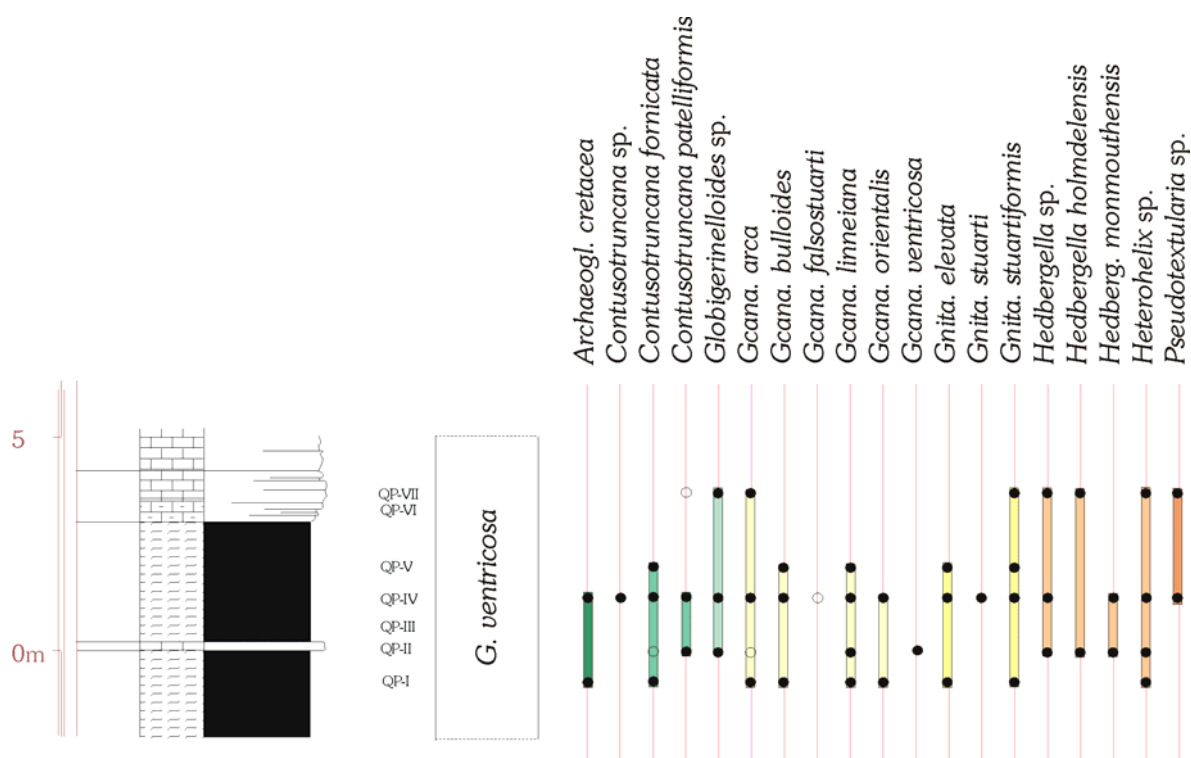 Archaeogl. cretacea
Contusotruncana sp.
Contusotruncana fornicata
Contusotruncana patelliformis
Globigerinelloides sp.
Gcana. arca
Gcana. bulloides
Gcana. falsostuarti
Gcana. linneiana
Gcana. orientalis
Gcana. ventricosa
Gnita. elevata
Gnita. stuarti
Gnita. stuartiformis
Hedbergella sp.
Hedbergella holmdelensis
Hedberg. monmouthensis
Heterohelix sp.
Pseudotextularia sp.
5
0m
QP-VII
QP-VI
QP-V
QP-IV
QP-III
QP-II
QP-I
G. ventricosa